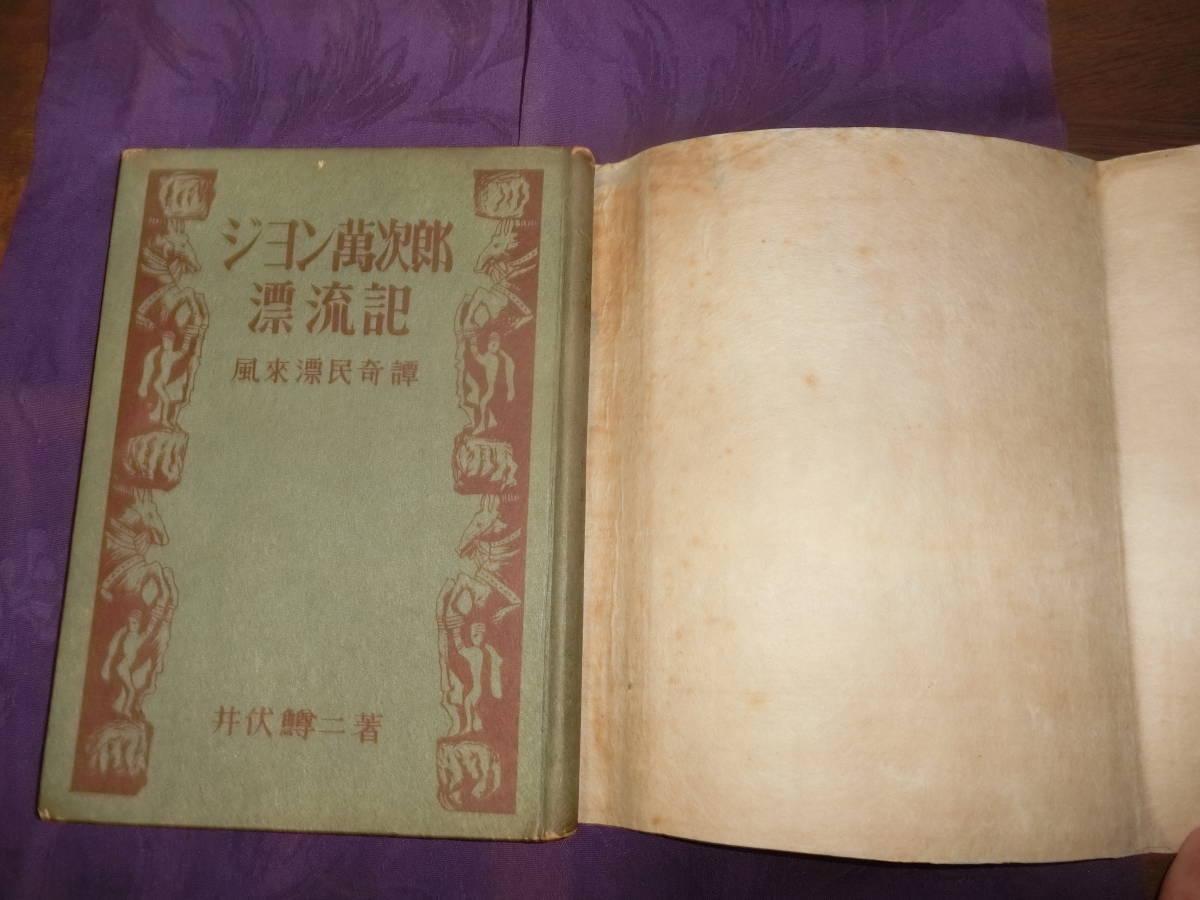 ジヨン萬次郎
漂流記
風來漂民奇譚
井伏鱒二著